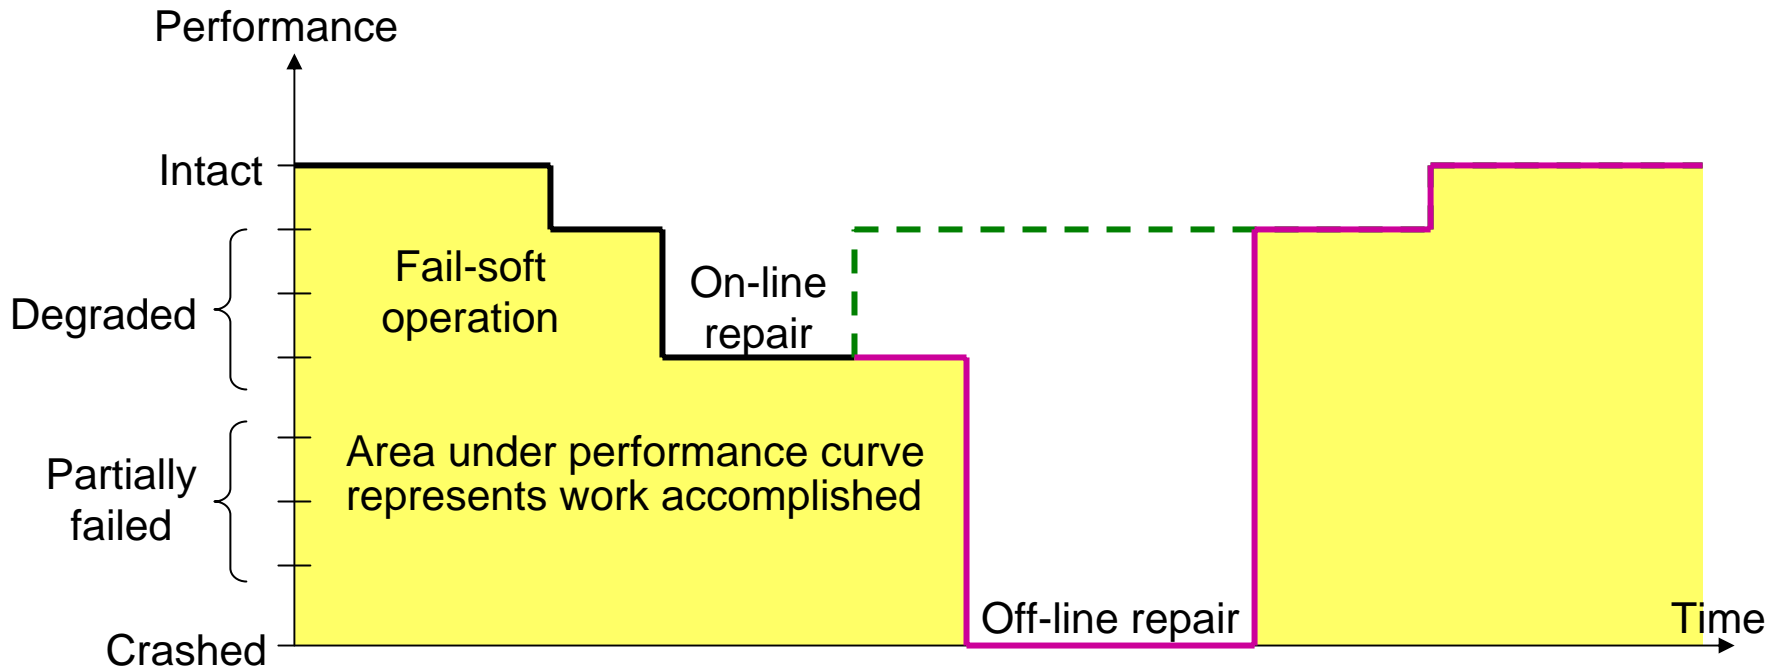 Performance
Intact
Fail-soft
operation
On-line
repair
Degraded
Area under performance curve
represents work accomplished
Partially
failed
Off-line repair
Time
Crashed